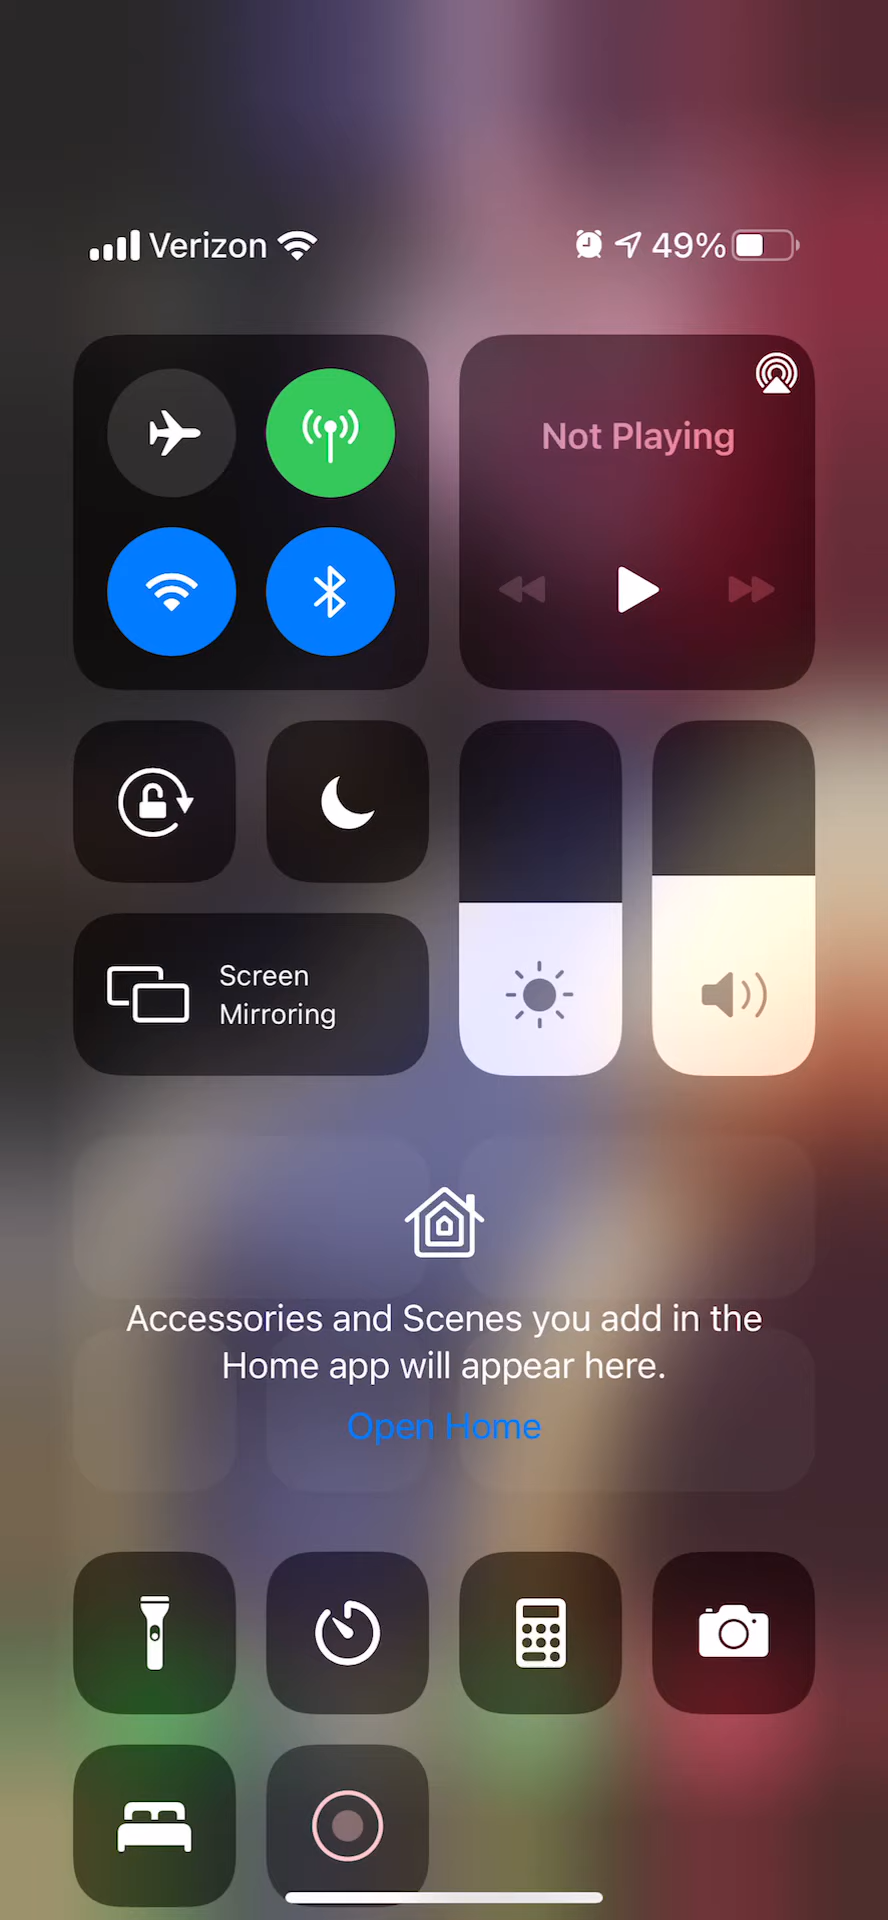 Verizon
49%
Not Playing
Screen
Mirroring
Accessories and Scenes you add in the
Home app will appear here.
Open Home